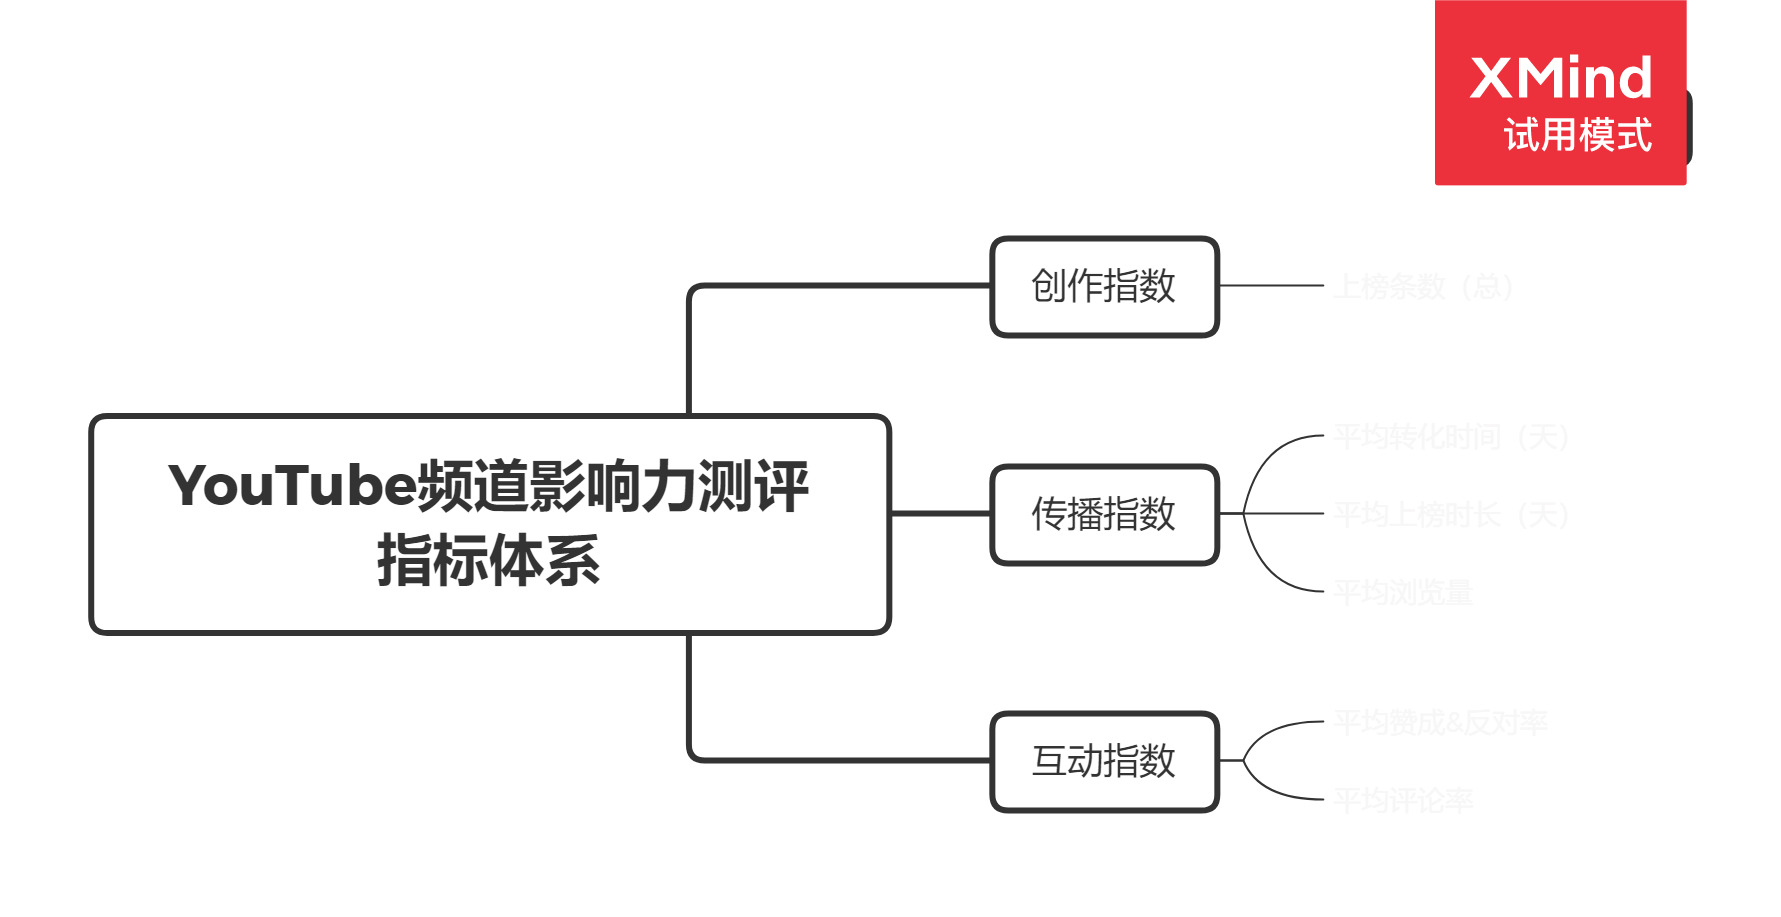 XMind
试用模式
创作指数
上榜条数（总）
YouTube频道影响力测评
指标体系
传播指数
平均转化时间（天）
平均上榜时长（天）
平均浏览量
互动指数
平均赞成&反对率
平均评论率